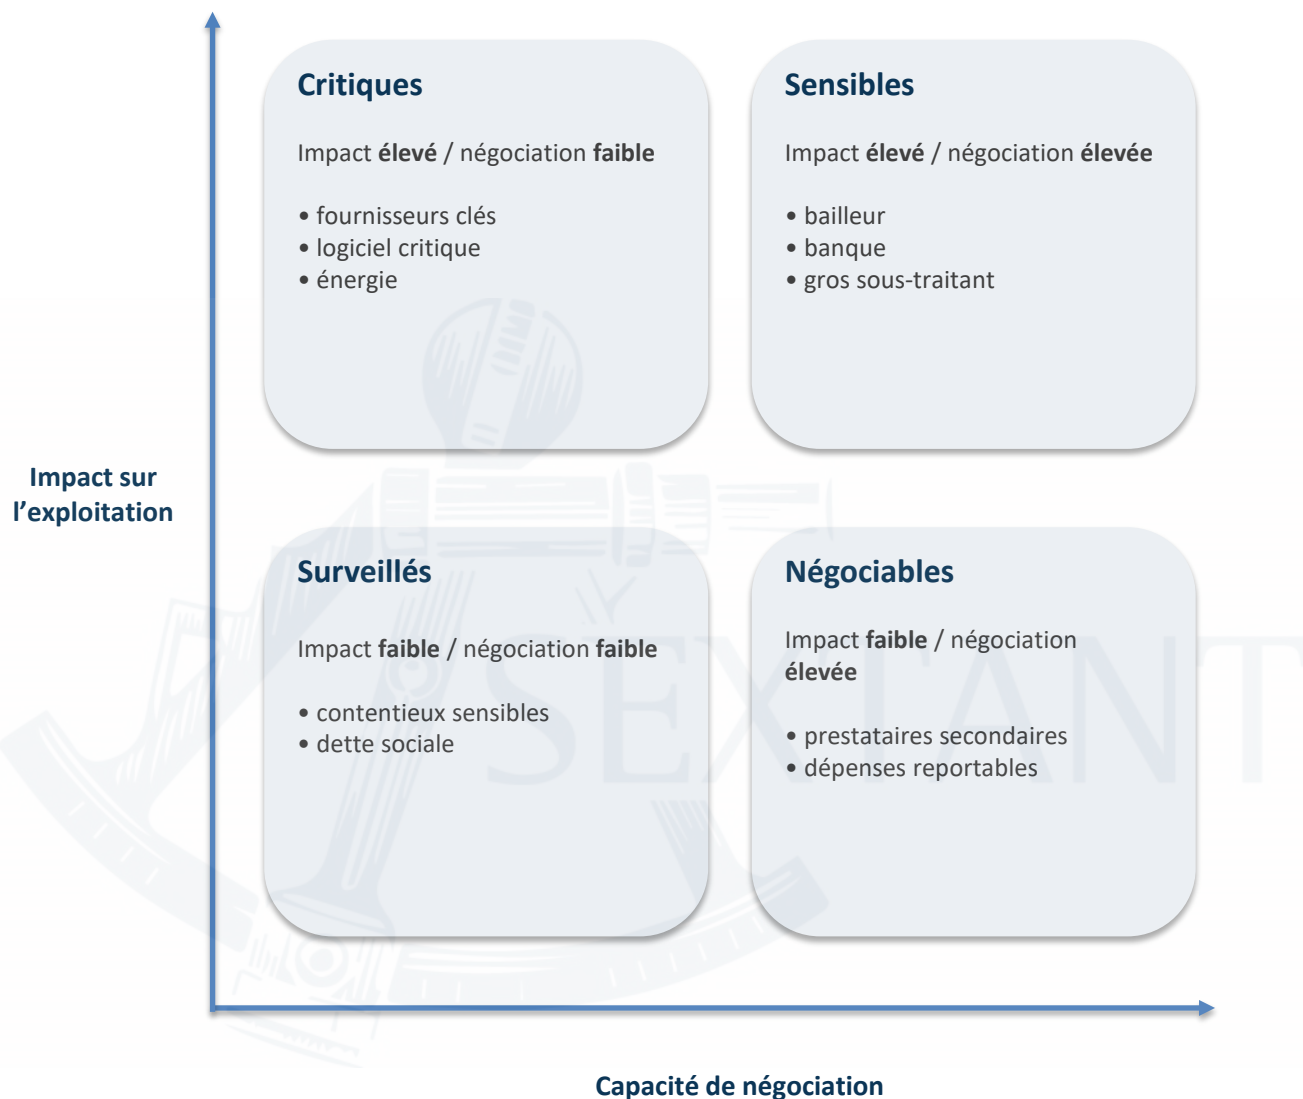 Critiques
Impact élevé / négociation faible
• fournisseurs clés
• logiciel critique
• énergie
Sensibles
Impact élevé / négociation élevée
• bailleur
• banque
• gros sous-traitant
Impact sur
l’exploitation
Surveillés
Impact faible / négociation faible
• contentieux sensibles
• dette sociale
Négociables
Impact faible / négociation
élevée
• prestataires secondaires
• dépenses reportables
SEXTANT
Capacité de négociation